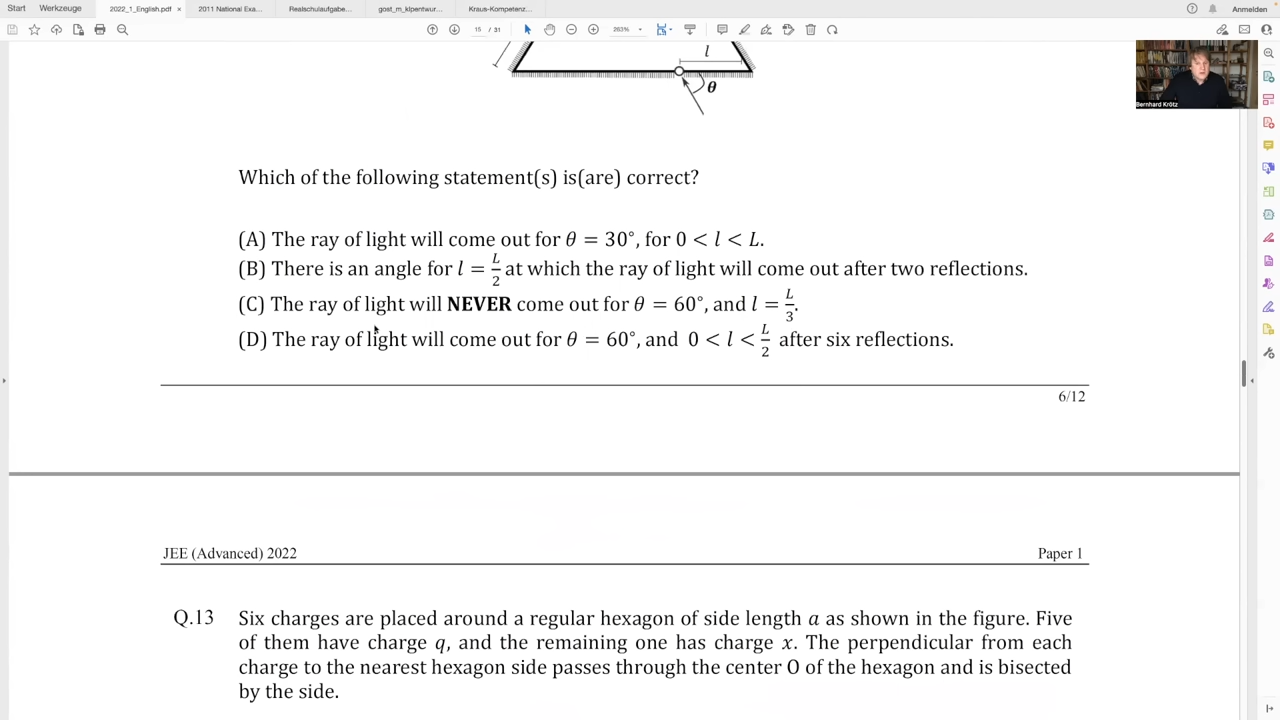 Start Werkzeuge 2022_1_English.pdf × 2011 National Exa... Realschulaufgabe... gost_m_klpentwur... Kraus-Kompetenz... Anmelden
15 / 31 263%
l
θ
Bernhard Krötz
Which of the following statement(s) is(are) correct?
(A) The ray of light will come out for θ = 30°, for 0 < l < L.
(B) There is an angle for l = L/2 at which the ray of light will come out after two reflections.
(C) The ray of light will NEVER come out for θ = 60°, and l = L/3.
(D) The ray of light will come out for θ = 60°, and 0 < l < L/2 after six reflections.
6/12
JEE (Advanced) 2022 Paper 1
Q.13 Six charges are placed around a regular hexagon of side length a as shown in the figure. Five
of them have charge q, and the remaining one has charge x. The perpendicular from each
charge to the nearest hexagon side passes through the center O of the hexagon and is bisected
by the side.